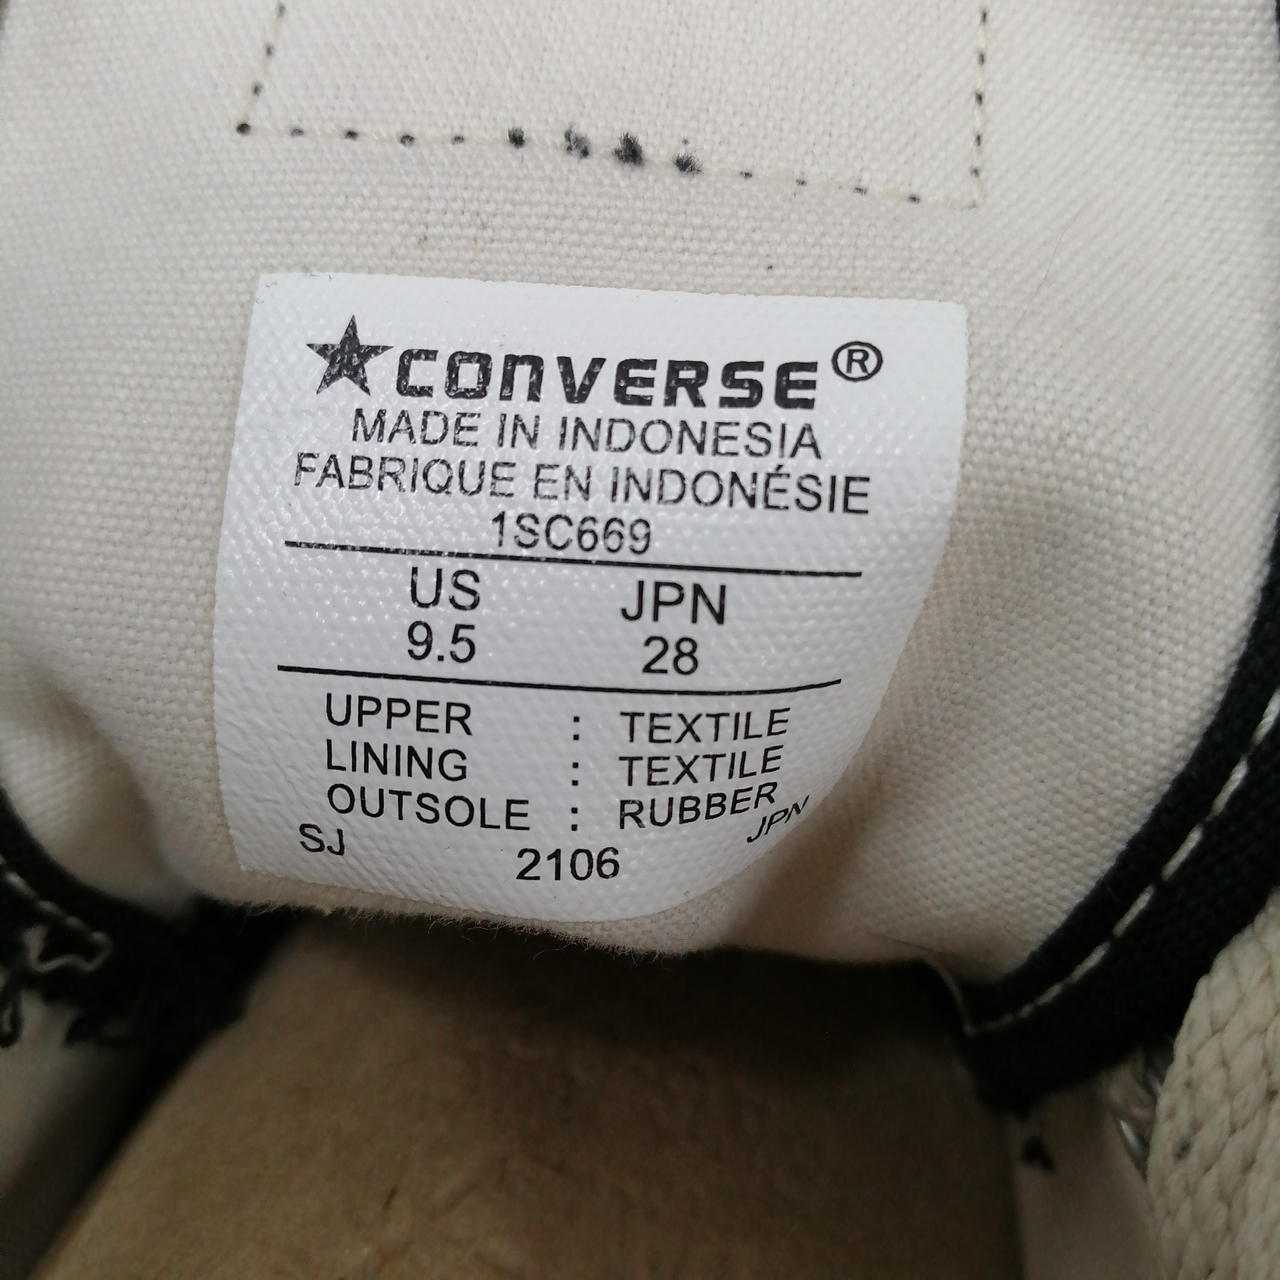 CONVERSE®
MADE IN INDONESIA
FABRIQUE EN INDONÉSIE
1SC669
US JPN
9.5 28
UPPER : TEXTILE
LINING : TEXTILE
OUTSOLE : RUBBER
SJ 2106 JPN